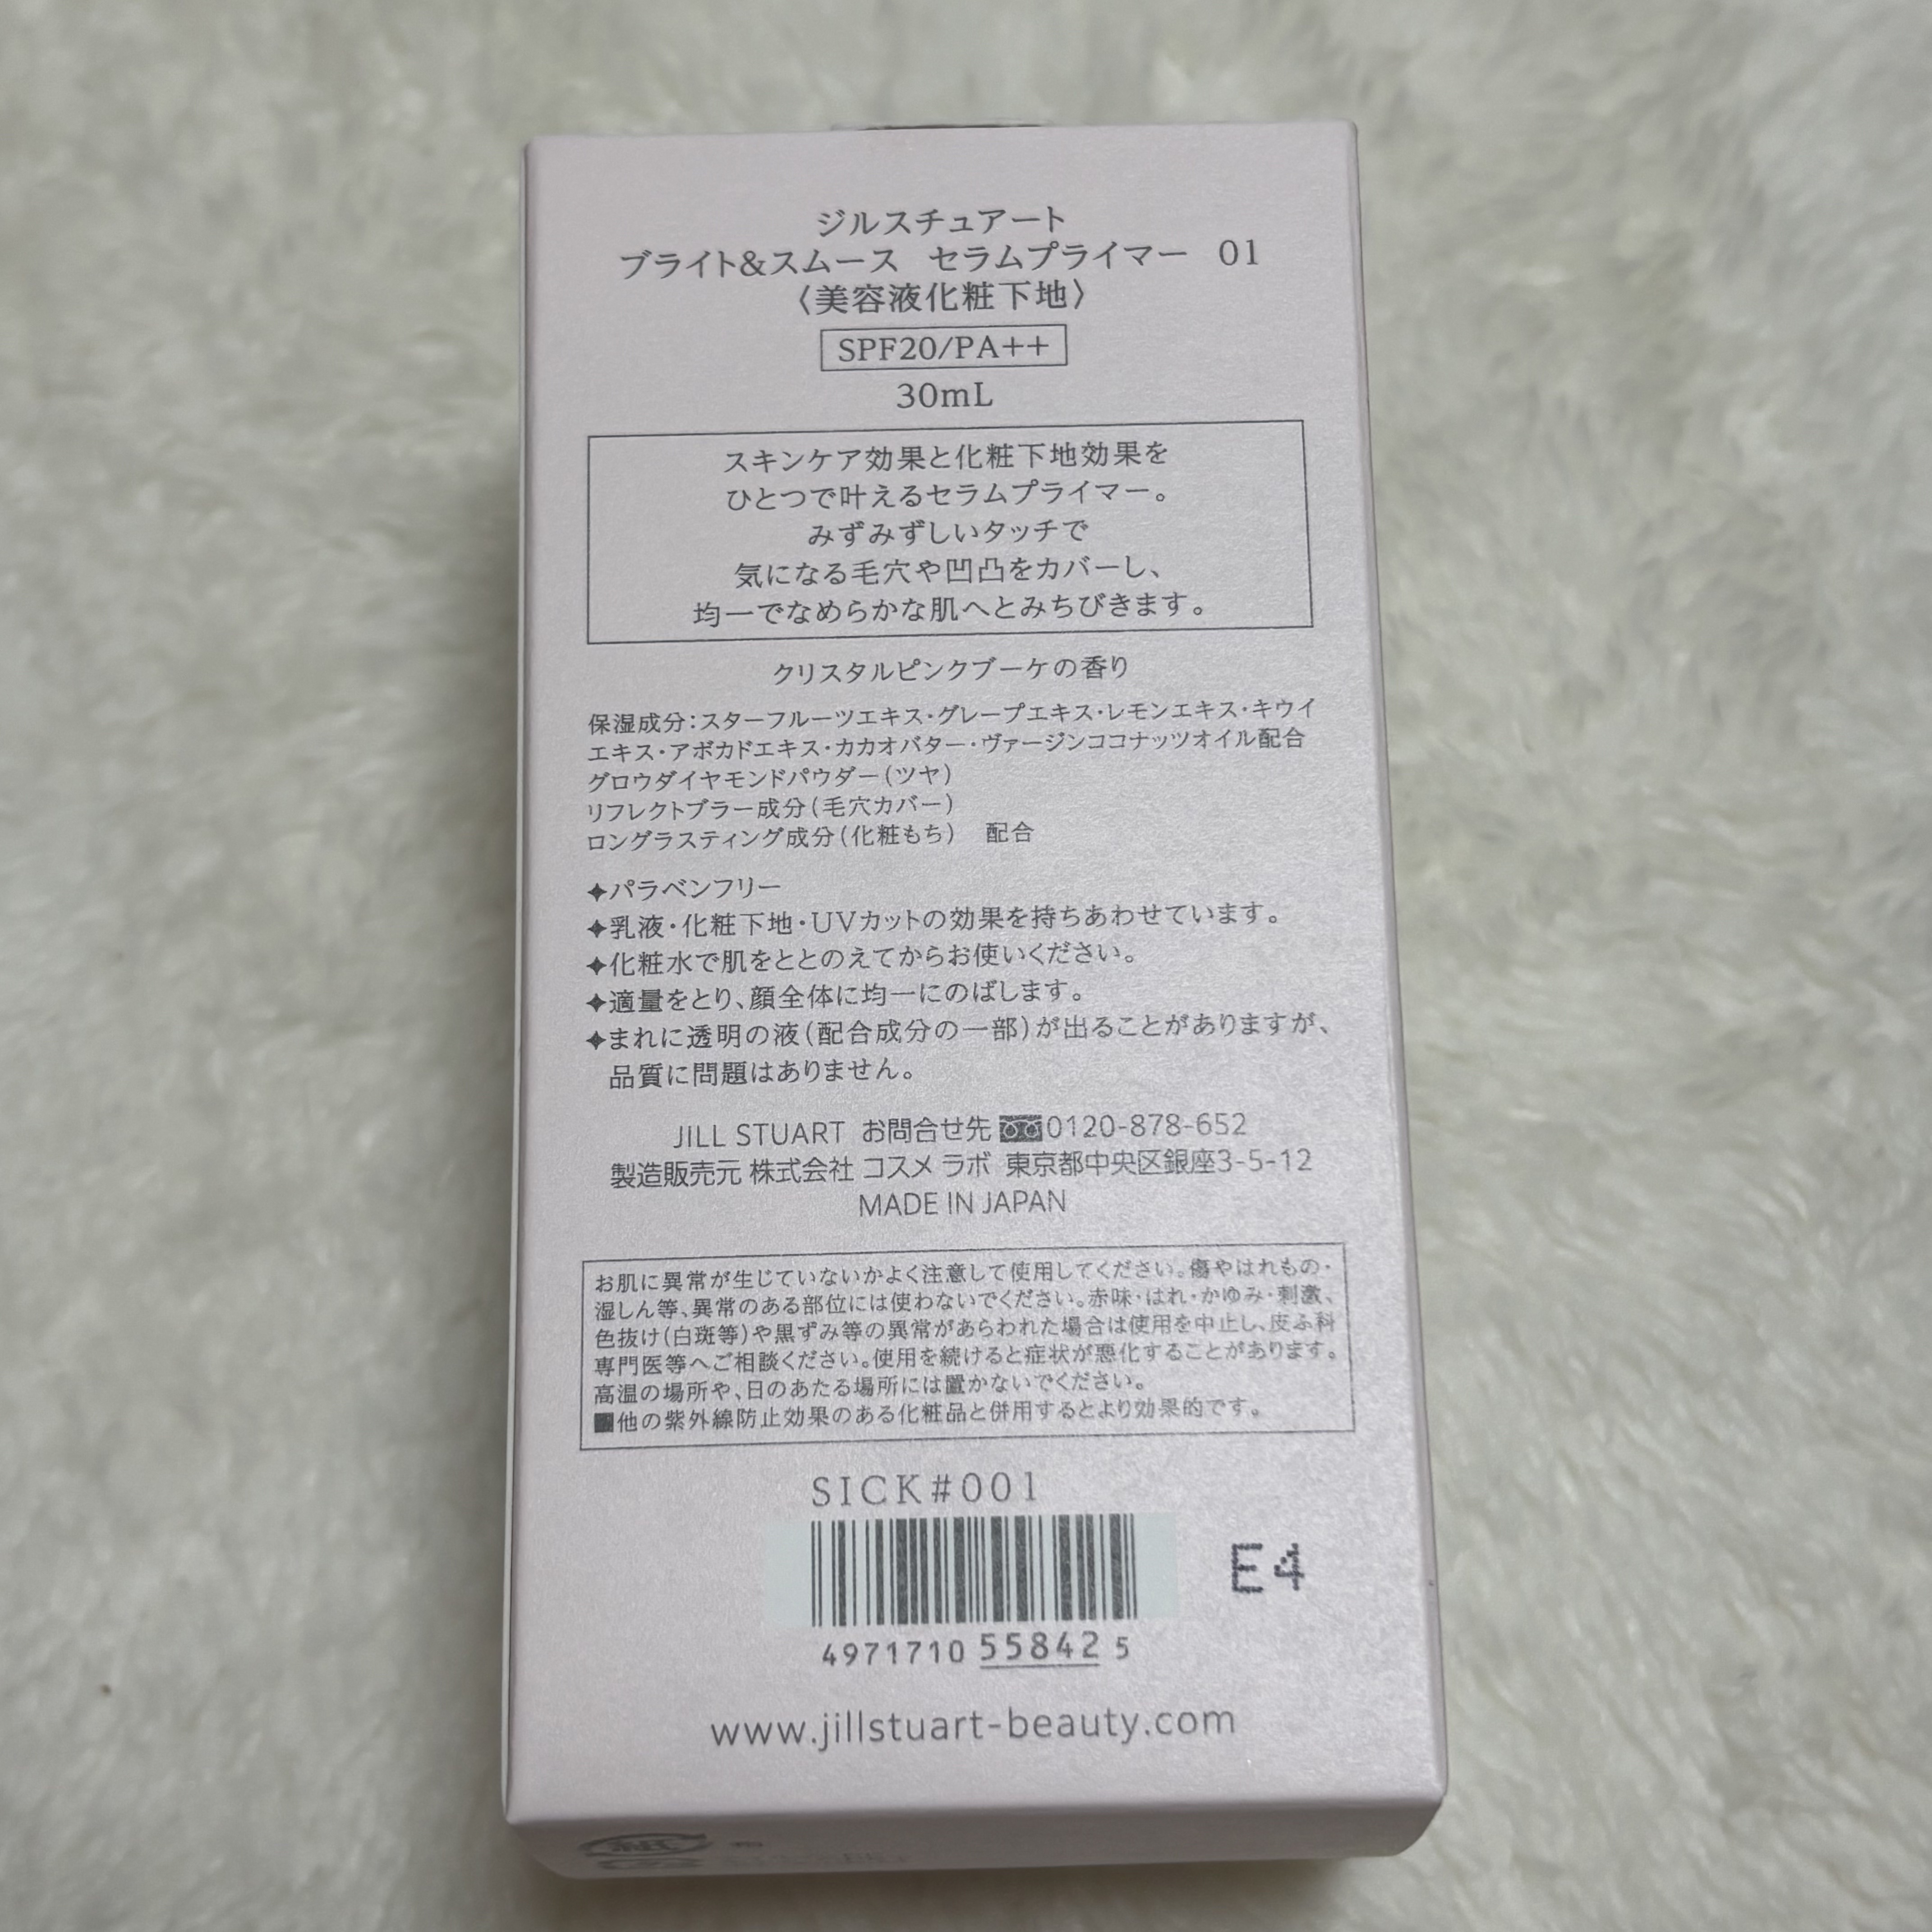 ジルスチュアート
ブライト&スムース セラムプライマー 01
〈美容液化粧下地〉
SPF20/PA++
30mL
スキンケア効果と化粧下地効果を
ひとつで叶えるセラムプライマー。
みずみずしいタッチで
気になる毛穴や凹凸をカバーし、
均一でなめらかな肌へとみちびきます。
クリスタルピンクブーケの香り
保湿成分:スターフルーツエキス・グレープエキス・レモンエキス・キウイ
エキス・アボカドエキス・カカオバター・ヴァージンココナッツオイル配合
グロウダイヤモンドパウダー(ツヤ)
リフレクトブラー成分(毛穴カバー)
ロングラスティング成分(化粧もち) 配合
✦パラベンフリー
✦乳液・化粧下地・UVカットの効果を持ちあわせています。
✦化粧水で肌をととのえてからお使いください。
✦適量をとり、顔全体に均一にのばします。
✦まれに透明の液(配合成分の一部)が出ることがありますが、
品質に問題はありません。
JILL STUART お問合せ先 0120-878-652
製造販売元 株式会社 コスメ ラボ 東京都中央区銀座3-5-12
MADE IN JAPAN
お肌に異常が生じていないかよく注意して使用してください。傷やはれもの・
湿しん等、異常のある部位には使わないでください。赤味・はれ・かゆみ・刺激、
色抜け(白斑等)や黒ずみ等の異常があらわれた場合は使用を中止し、皮ふ科
専門医等へご相談ください。使用を続けると症状が悪化することがあります。
高温の場所や、日のあたる場所には置かないでください。
■他の紫外線防止効果のある化粧品と併用するとより効果的です。
SICK#001
E4
4971710 55842 5
www.jillstuart-beauty.com
紙